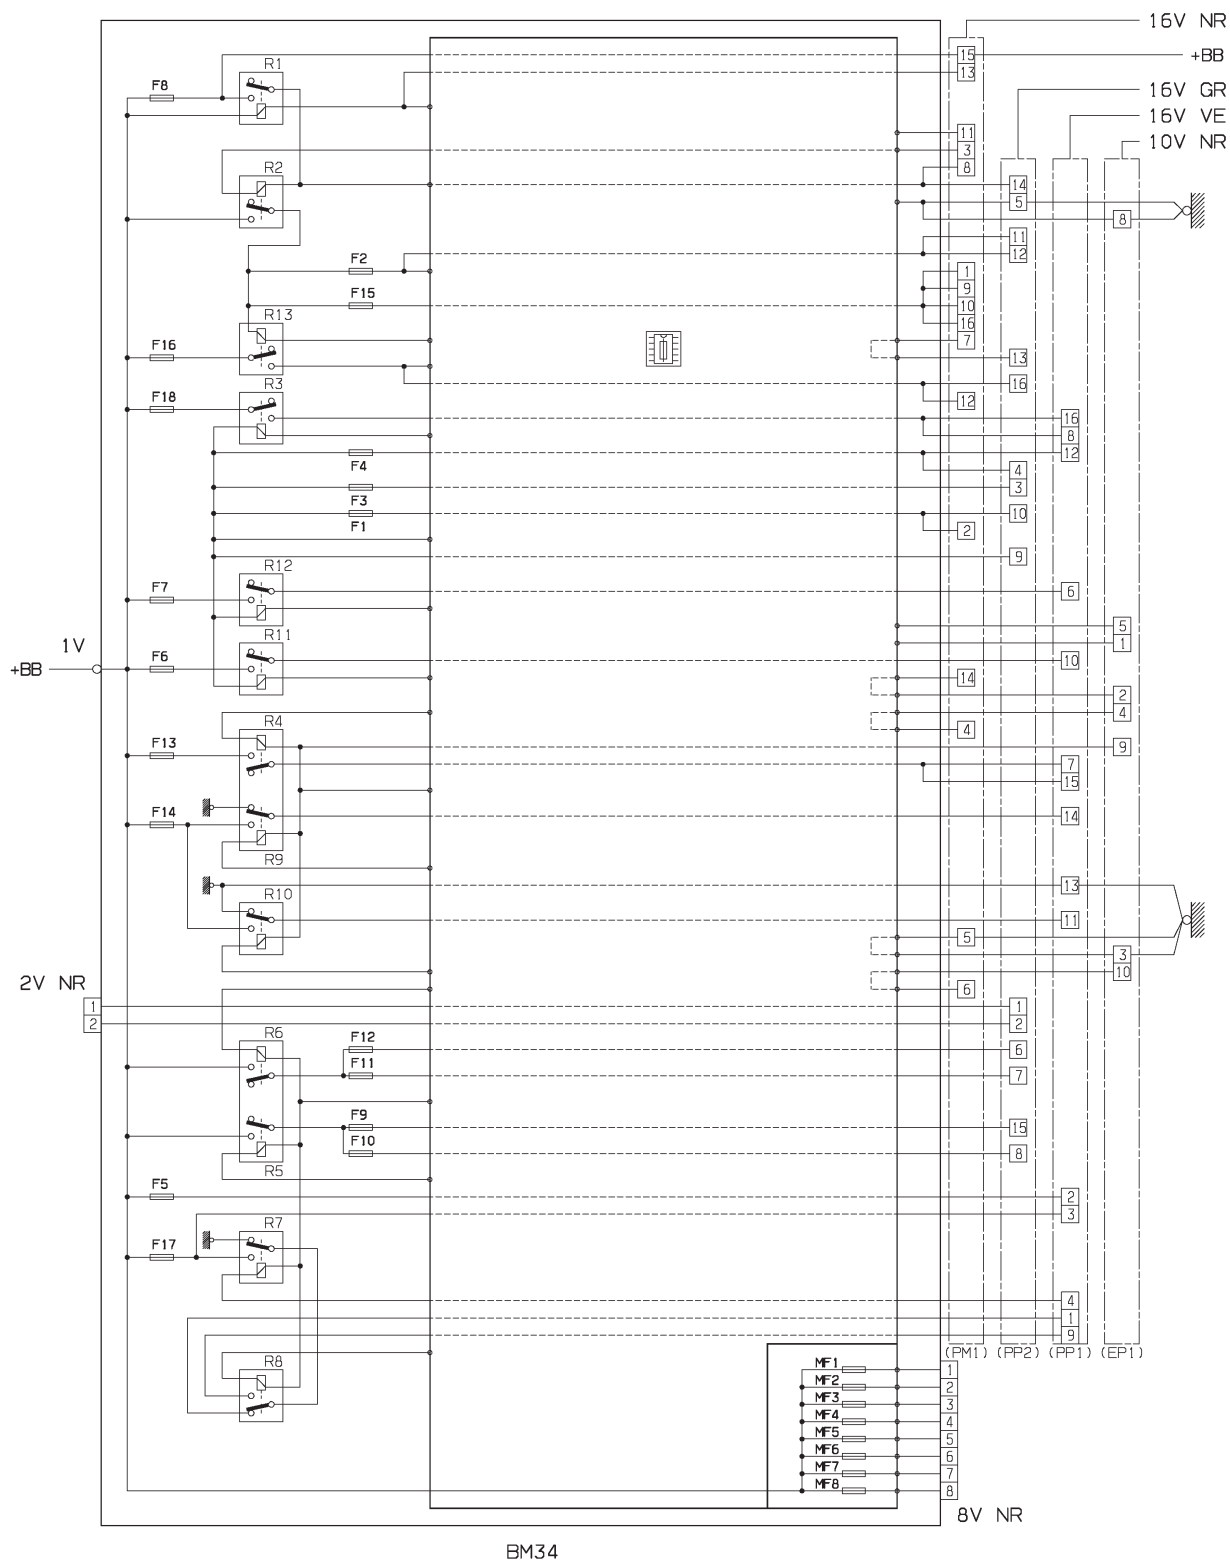 16V NR
R1
15
+BB
13
F8
16V GR
16V VE
11
10V NR
3
R2
8
14
5
8
11
F2
12
1
F15
9
10
R13
16
F16
7
13
R3
16
F18
12
16
8
F4
12
4
3
F3
10
F1
2
9
R12
F7
6
5
R11
1
1V
F6
10
+BB
14
2
R4
4
4
F13
9
7
15
F14
14
R9
13
R10
11
5
3
2V NR
10
6
1
1
2
2
R6
F12
6
F11
7
F9
15
F10
8
R5
F5
2
3
R7
F17
4
1
9
(PM1) (PP2) (PP1) (EP1)
R8
MF1 1
MF2 2
MF3 3
MF4 4
MF5 5
MF6 6
MF7 7
MF8 8
8V NR
BM34